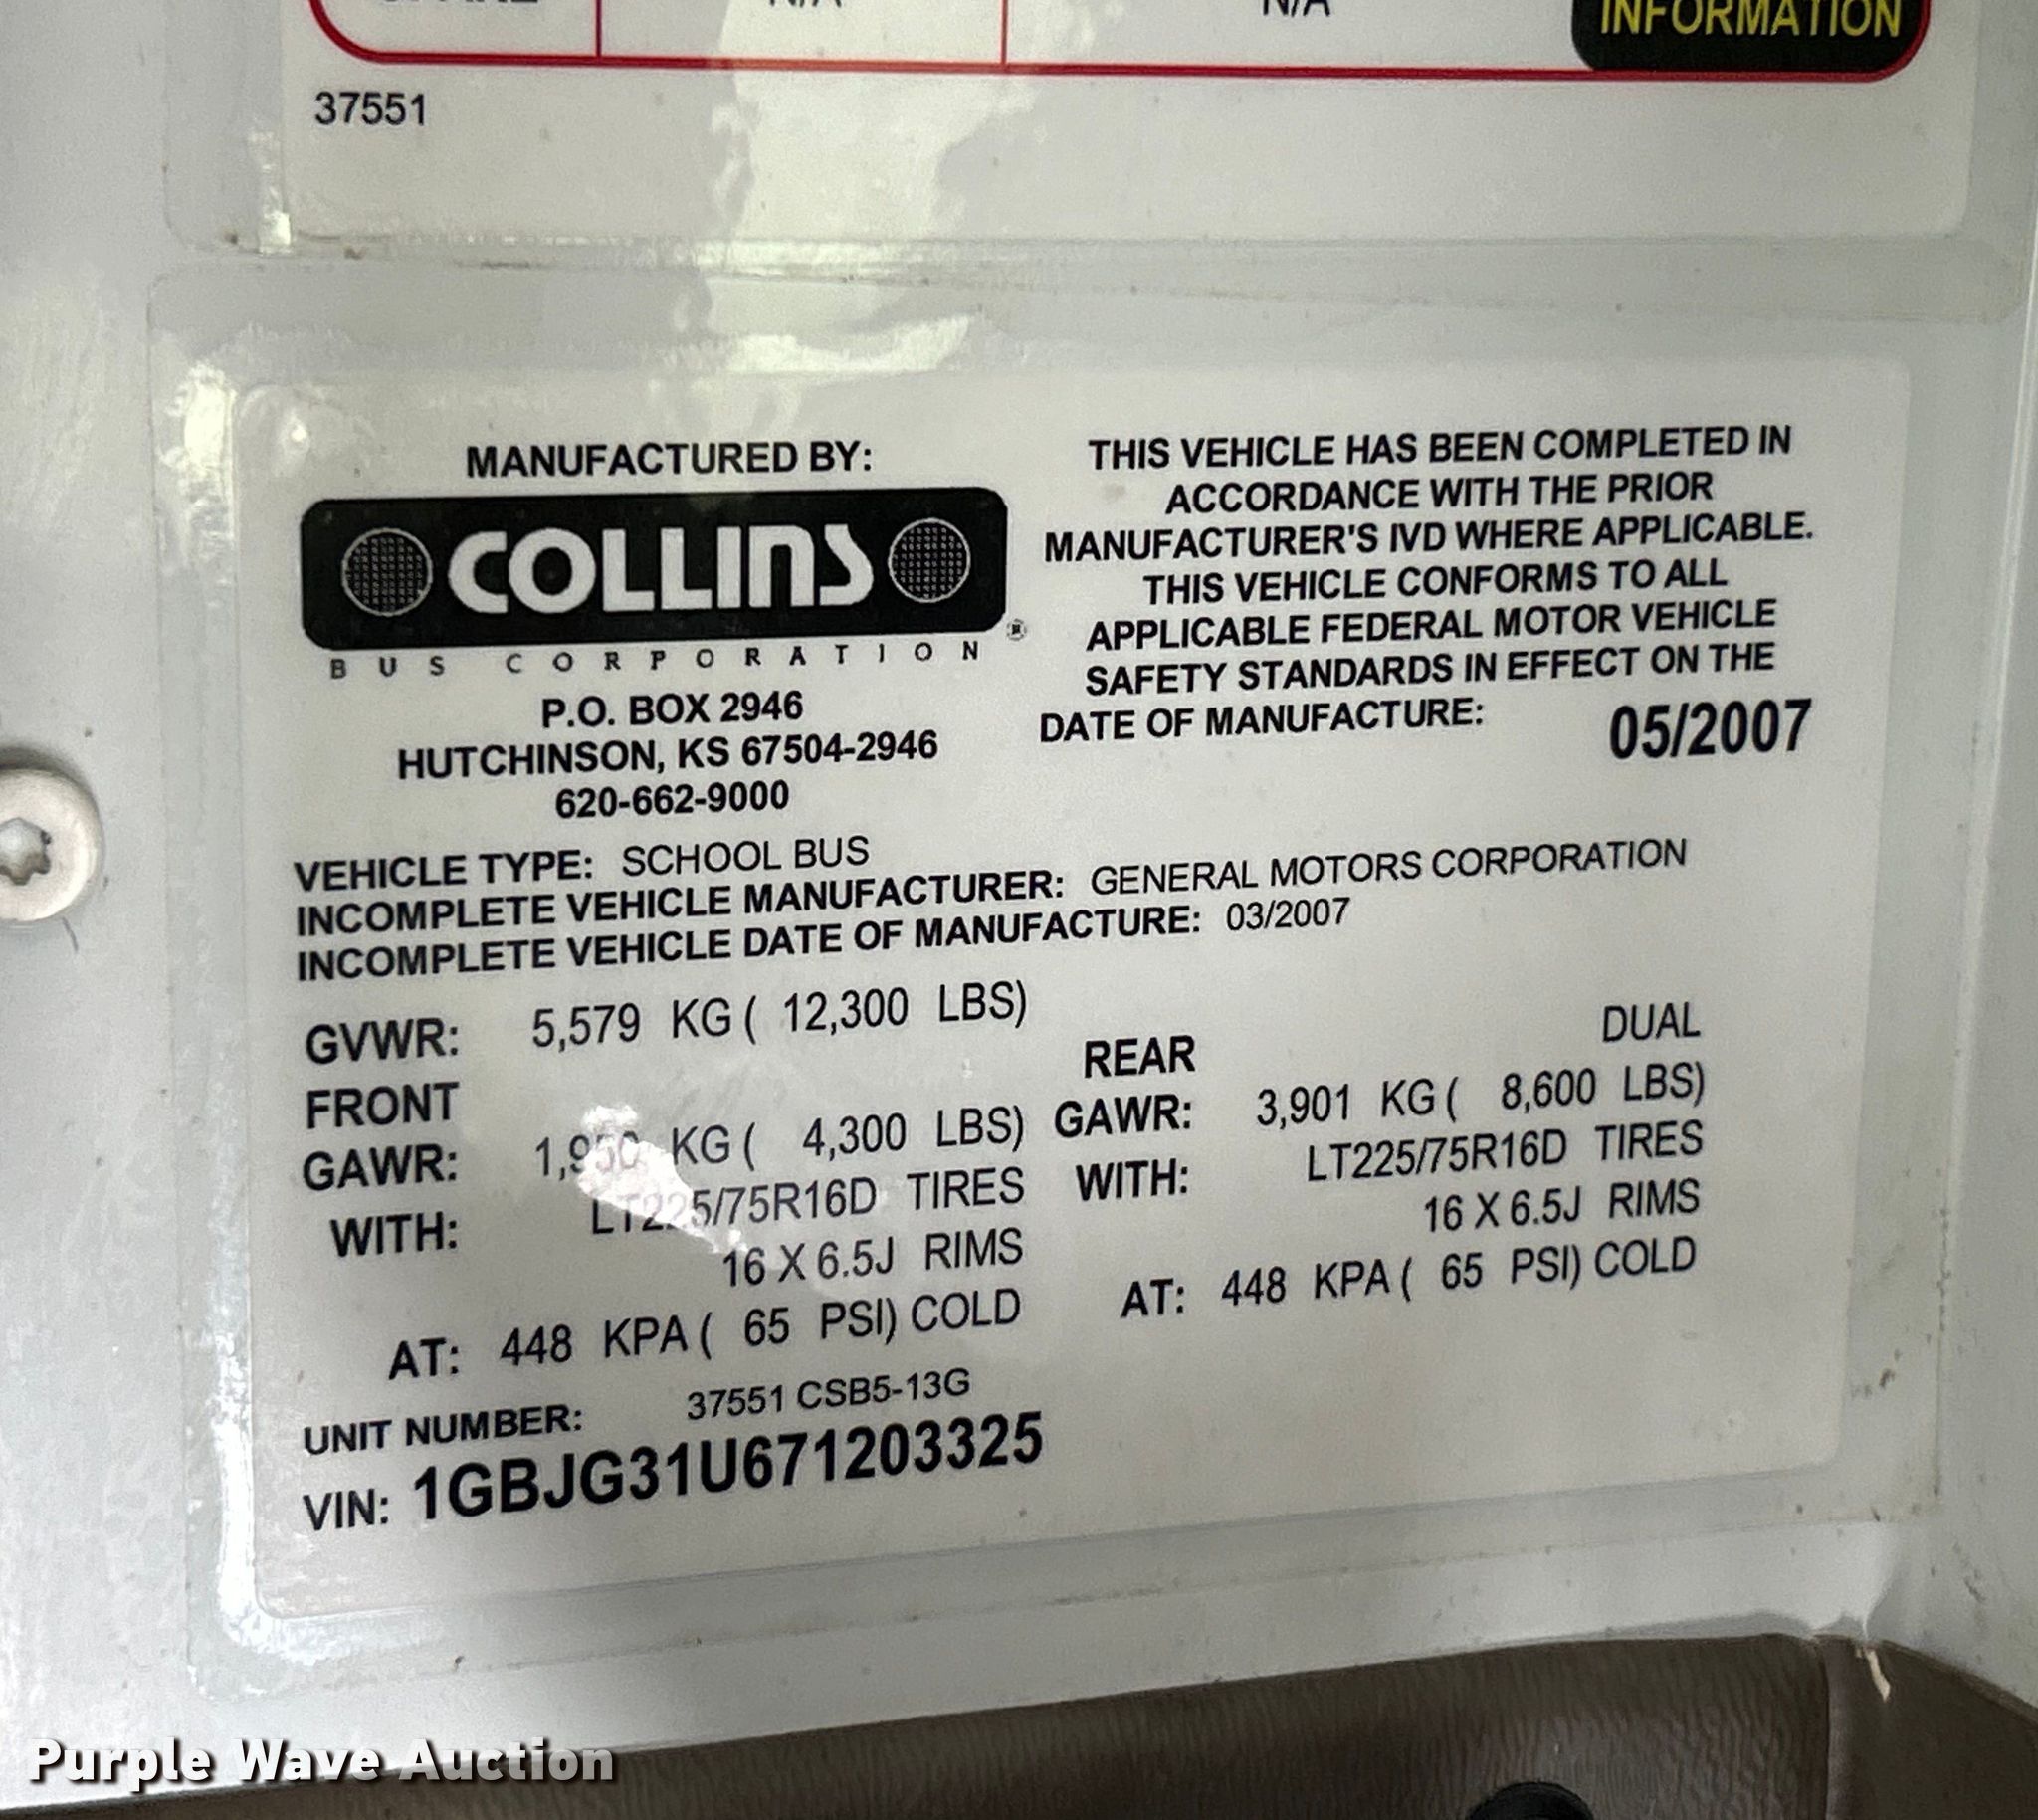 SPARE N/A N/A INFORMATION
37551
MANUFACTURED BY:
COLLINS
BUS CORPORATION ®
P.O. BOX 2946
HUTCHINSON, KS 67504-2946
620-662-9000
THIS VEHICLE HAS BEEN COMPLETED IN
ACCORDANCE WITH THE PRIOR
MANUFACTURER'S IVD WHERE APPLICABLE.
THIS VEHICLE CONFORMS TO ALL
APPLICABLE FEDERAL MOTOR VEHICLE
SAFETY STANDARDS IN EFFECT ON THE
DATE OF MANUFACTURE: 05/2007
VEHICLE TYPE: SCHOOL BUS
INCOMPLETE VEHICLE MANUFACTURER: GENERAL MOTORS CORPORATION
INCOMPLETE VEHICLE DATE OF MANUFACTURE: 03/2007
GVWR: 5,579 KG ( 12,300 LBS)
FRONT
GAWR: 1,950 KG ( 4,300 LBS)
WITH: LT225/75R16D TIRES
16 X 6.5J RIMS
AT: 448 KPA ( 65 PSI) COLD
REAR DUAL
GAWR: 3,901 KG ( 8,600 LBS)
WITH: LT225/75R16D TIRES
16 X 6.5J RIMS
AT: 448 KPA ( 65 PSI) COLD
UNIT NUMBER: 37551 CSB5-13G
VIN: 1GBJG31U671203325
Purple Wave Auction